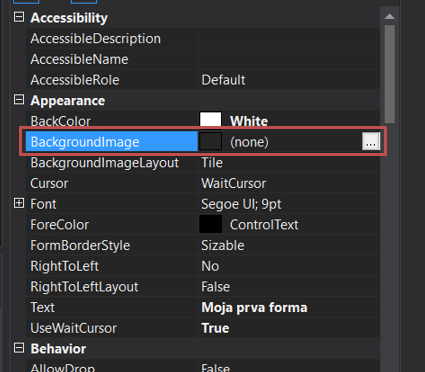 Accessibility
AccessibleDescription
AccessibleName
AccessibleRole Default
Appearance
BackColor White
BackgroundImage (none) ...
BackgroundImageLayout Tile
Cursor WaitCursor
Font Segoe UI; 9pt
ForeColor ControlText
FormBorderStyle Sizable
RightToLeft No
RightToLeftLayout False
Text Moja prva forma
UseWaitCursor True
Behavior
AllowDrop False